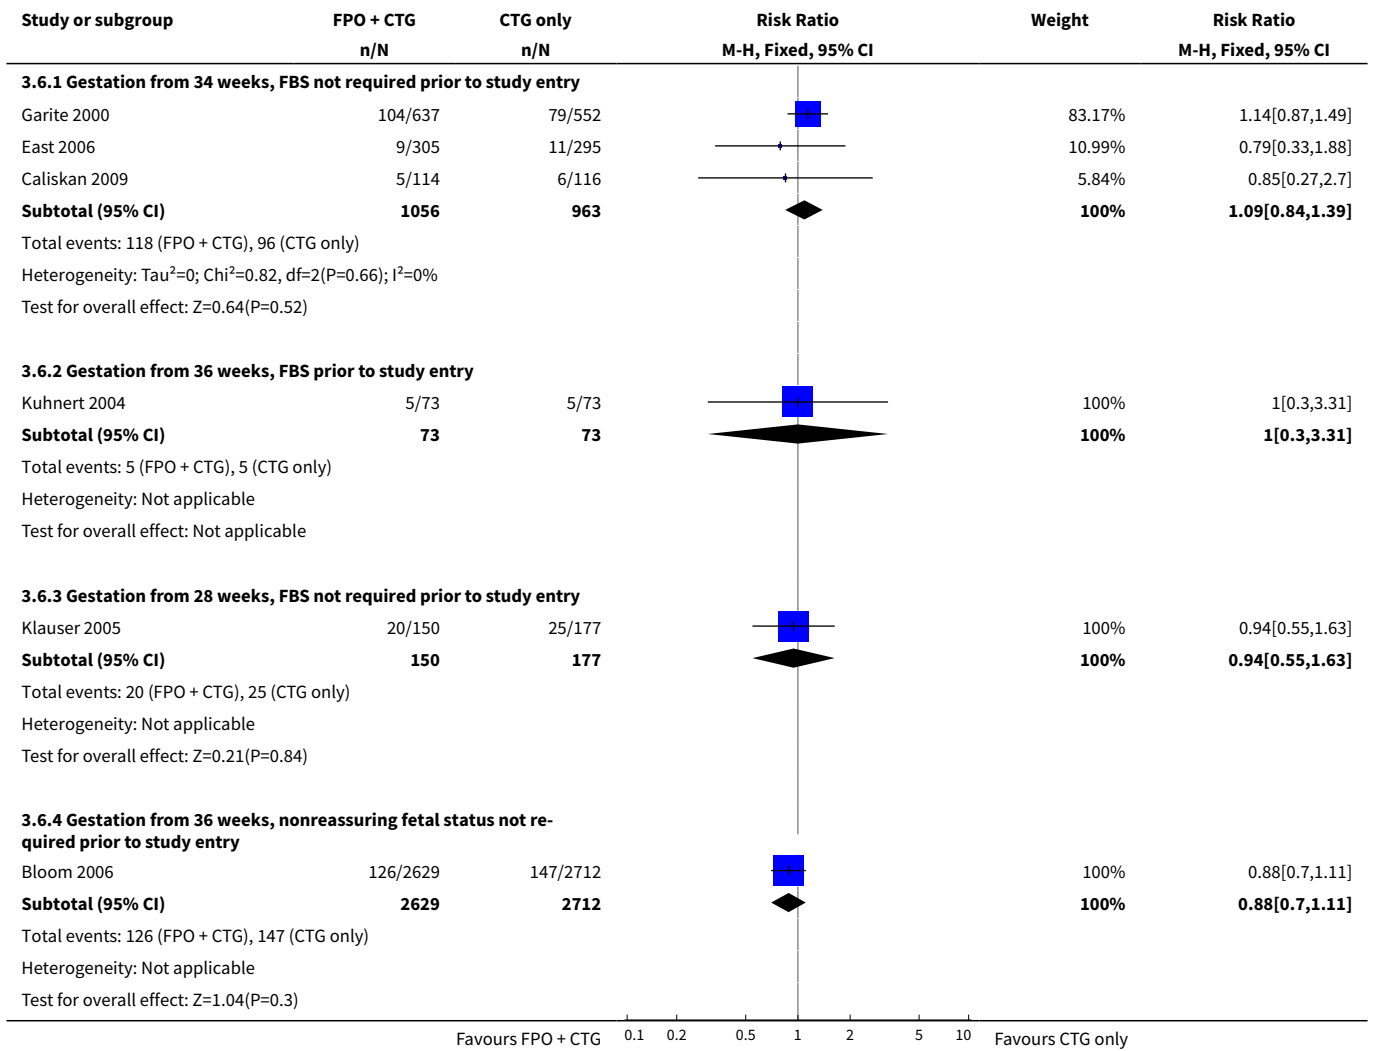 Study or subgroup FPO + CTG CTG only Risk Ratio Weight Risk Ratio
n/N n/N M-H, Fixed, 95% CI M-H, Fixed, 95% CI
3.6.1 Gestation from 34 weeks, FBS not required prior to study entry
Garite 2000 104/637 79/552 83.17% 1.14[0.87,1.49]
East 2006 9/305 11/295 10.99% 0.79[0.33,1.88]
Caliskan 2009 5/114 6/116 5.84% 0.85[0.27,2.7]
Subtotal (95% CI) 1056 963 100% 1.09[0.84,1.39]
Total events: 118 (FPO + CTG), 96 (CTG only)
Heterogeneity: Tau²=0; Chi²=0.82, df=2(P=0.66); I²=0%
Test for overall effect: Z=0.64(P=0.52)
3.6.2 Gestation from 36 weeks, FBS prior to study entry
Kuhnert 2004 5/73 5/73 100% 1[0.3,3.31]
Subtotal (95% CI) 73 73 100% 1[0.3,3.31]
Total events: 5 (FPO + CTG), 5 (CTG only)
Heterogeneity: Not applicable
Test for overall effect: Not applicable
3.6.3 Gestation from 28 weeks, FBS not required prior to study entry
Klauser 2005 20/150 25/177 100% 0.94[0.55,1.63]
Subtotal (95% CI) 150 177 100% 0.94[0.55,1.63]
Total events: 20 (FPO + CTG), 25 (CTG only)
Heterogeneity: Not applicable
Test for overall effect: Z=0.21(P=0.84)
3.6.4 Gestation from 36 weeks, nonreassuring fetal status not re-
quired prior to study entry
Bloom 2006 126/2629 147/2712 100% 0.88[0.7,1.11]
Subtotal (95% CI) 2629 2712 100% 0.88[0.7,1.11]
Total events: 126 (FPO + CTG), 147 (CTG only)
Heterogeneity: Not applicable
Test for overall effect: Z=1.04(P=0.3)
Favours FPO + CTG 0.1 0.2 0.5 1 2 5 10 Favours CTG only